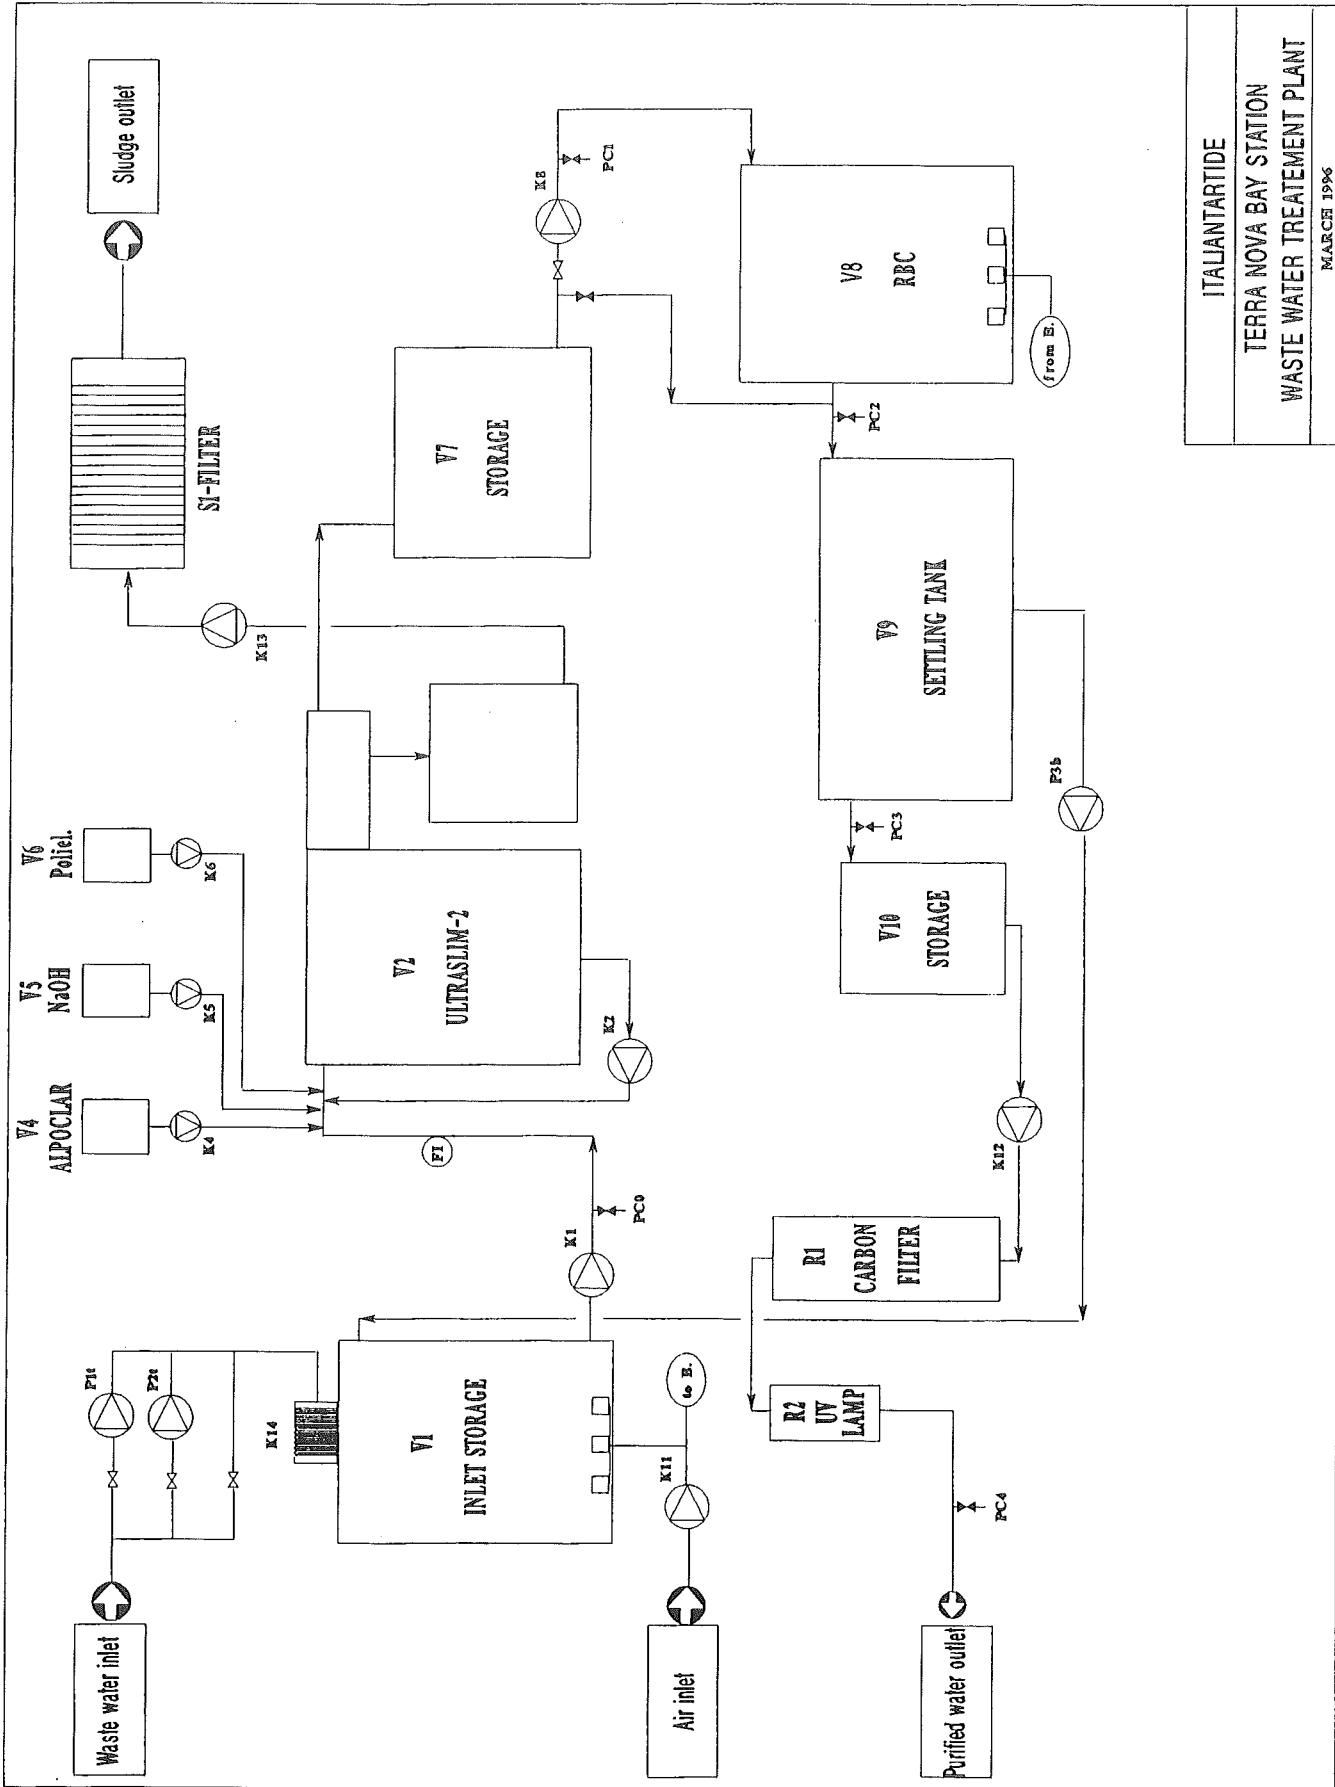 Waste water inlet
P1t
P2t
K14
V1
INLET STORAGE
Air inlet
K11
to E.
K1
PC0
FI
V4
ALPOCLAR
K4
V5
NaOH
K5
V6
Poliel.
K6
V2
ULTRASLIM-2
K2
K13
S1-FILTER
Sludge outlet
V7
STORAGE
K8
PC1
V8
RBC
from E.
PC2
V9
SETTLING TANK
P3b
PC3
V10
STORAGE
K12
R1
CARBON
FILTER
R2
UV
LAMP
PC4
Purified water outlet
ITALIANTARTIDE
TERRA NOVA BAY STATION
WASTE WATER TREATEMENT PLANT
MARCH 1996